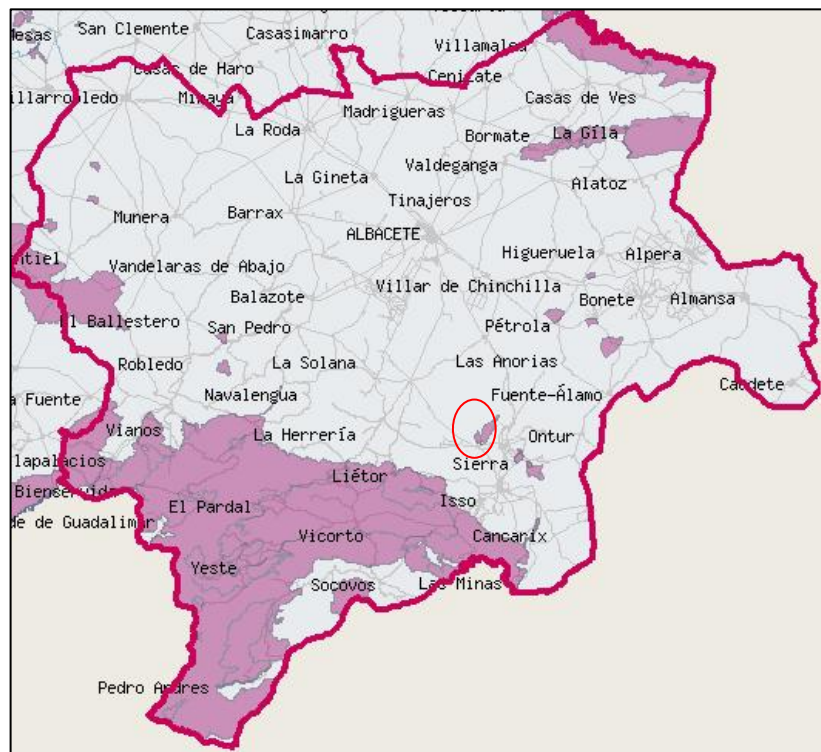 Mesas
San Clemente
Casasimarro
Villamalea
Casas de Haro
Cenizate
illarrobledo
Minaya
Madrigueras
Casas de Ves
La Roda
Bormate
La Gila
Valdeganga
La Gineta
Alatoz
Tinajeros
Munera
Barrax
ALBACETE
Higueruela
Alpera
ntiel
Vandelaras de Abajo
Villar de Chinchilla
Balazote
Bonete
Almansa
El Ballestero
San Pedro
Pétrola
Robledo
La Solana
Las Anorias
Caudete
a Fuente
Navalengua
Fuente-Álamo
Vianos
La Herrería
Ontur
lapalacios
Sierra
Liétor
Bienservida
El Pardal
Isso
de de Guadalimar
Vicorto
Cancarix
Yeste
Socovos
Las Minas
Pedro Andres